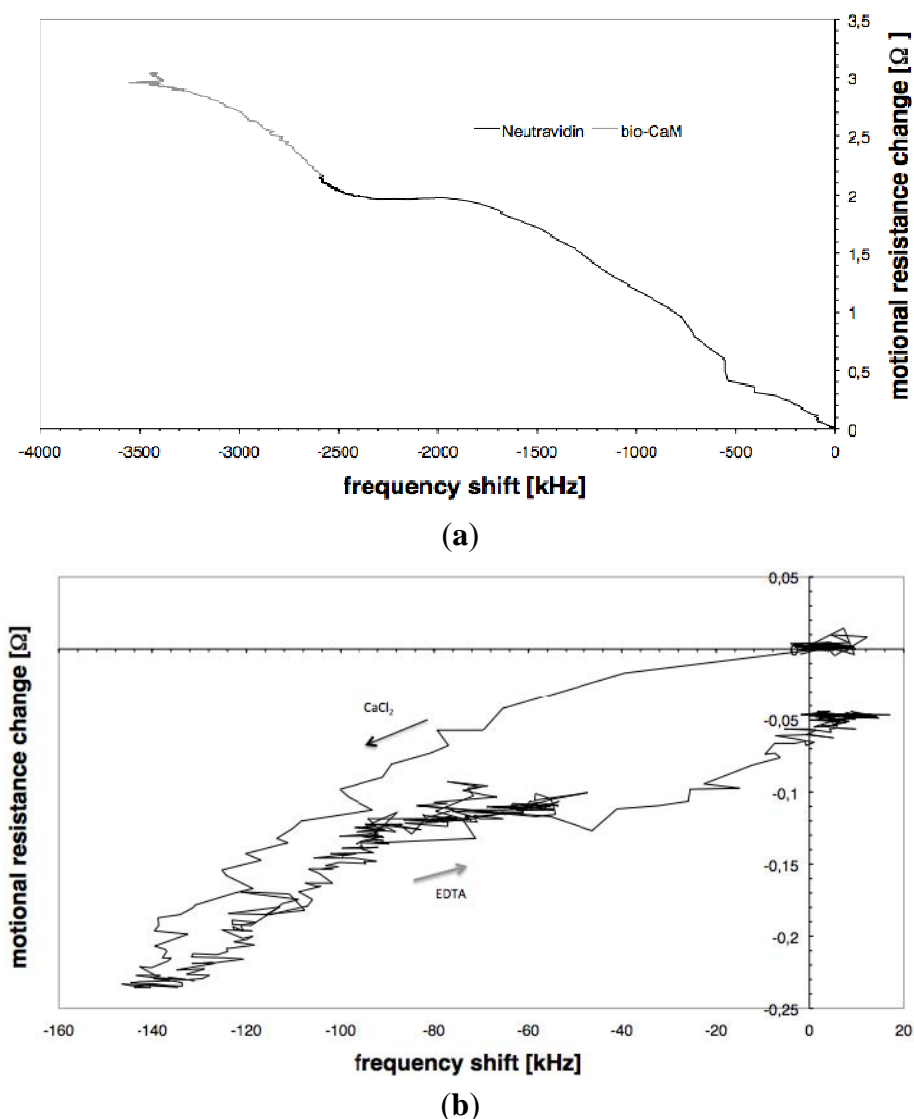 3,5
3
2,5
2
1,5
1
0,5
0
motional resistance change [Ω]
Neutravidin bio-CaM
-4000 -3500 -3000 -2500 -2000 -1500 -1000 -500 0
frequency shift [kHz]
(a)
0,05
0
-0,05
-0,1
-0,15
-0,2
-0,25
motional resistance change [Ω]
CaCl₂
EDTA
-160 -140 -120 -100 -80 -60 -40 -20 0 20
frequency shift [kHz]
(b)